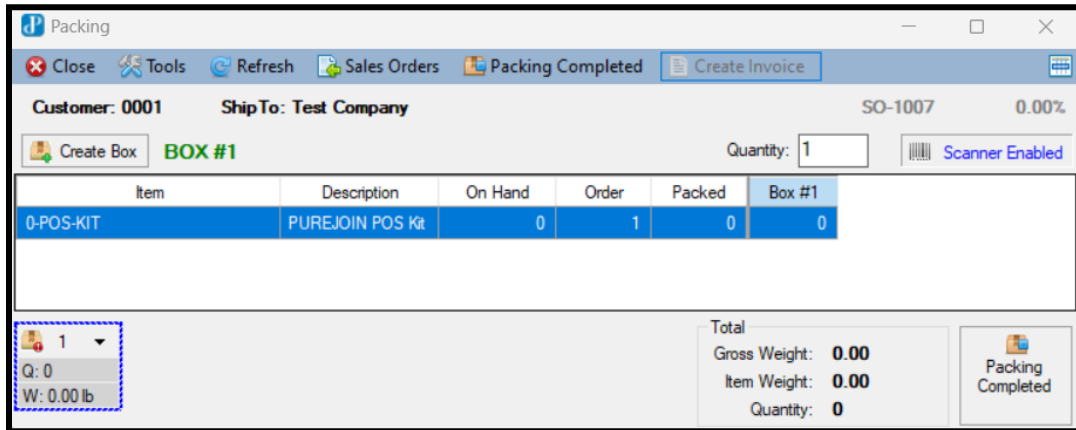 Packing
Close Tools Refresh Sales Orders Packing Completed Create Invoice
Customer: 0001 ShipTo: Test Company SO-1007 0.00%
Create Box BOX #1 Quantity: 1 Scanner Enabled
Item Description On Hand Order Packed Box #1
0-POS-KIT PUREJOIN POS Kit 0 1 0 0
1
Q: 0
W: 0.00 lb
Total
Gross Weight: 0.00
Item Weight: 0.00
Quantity: 0
Packing
Completed